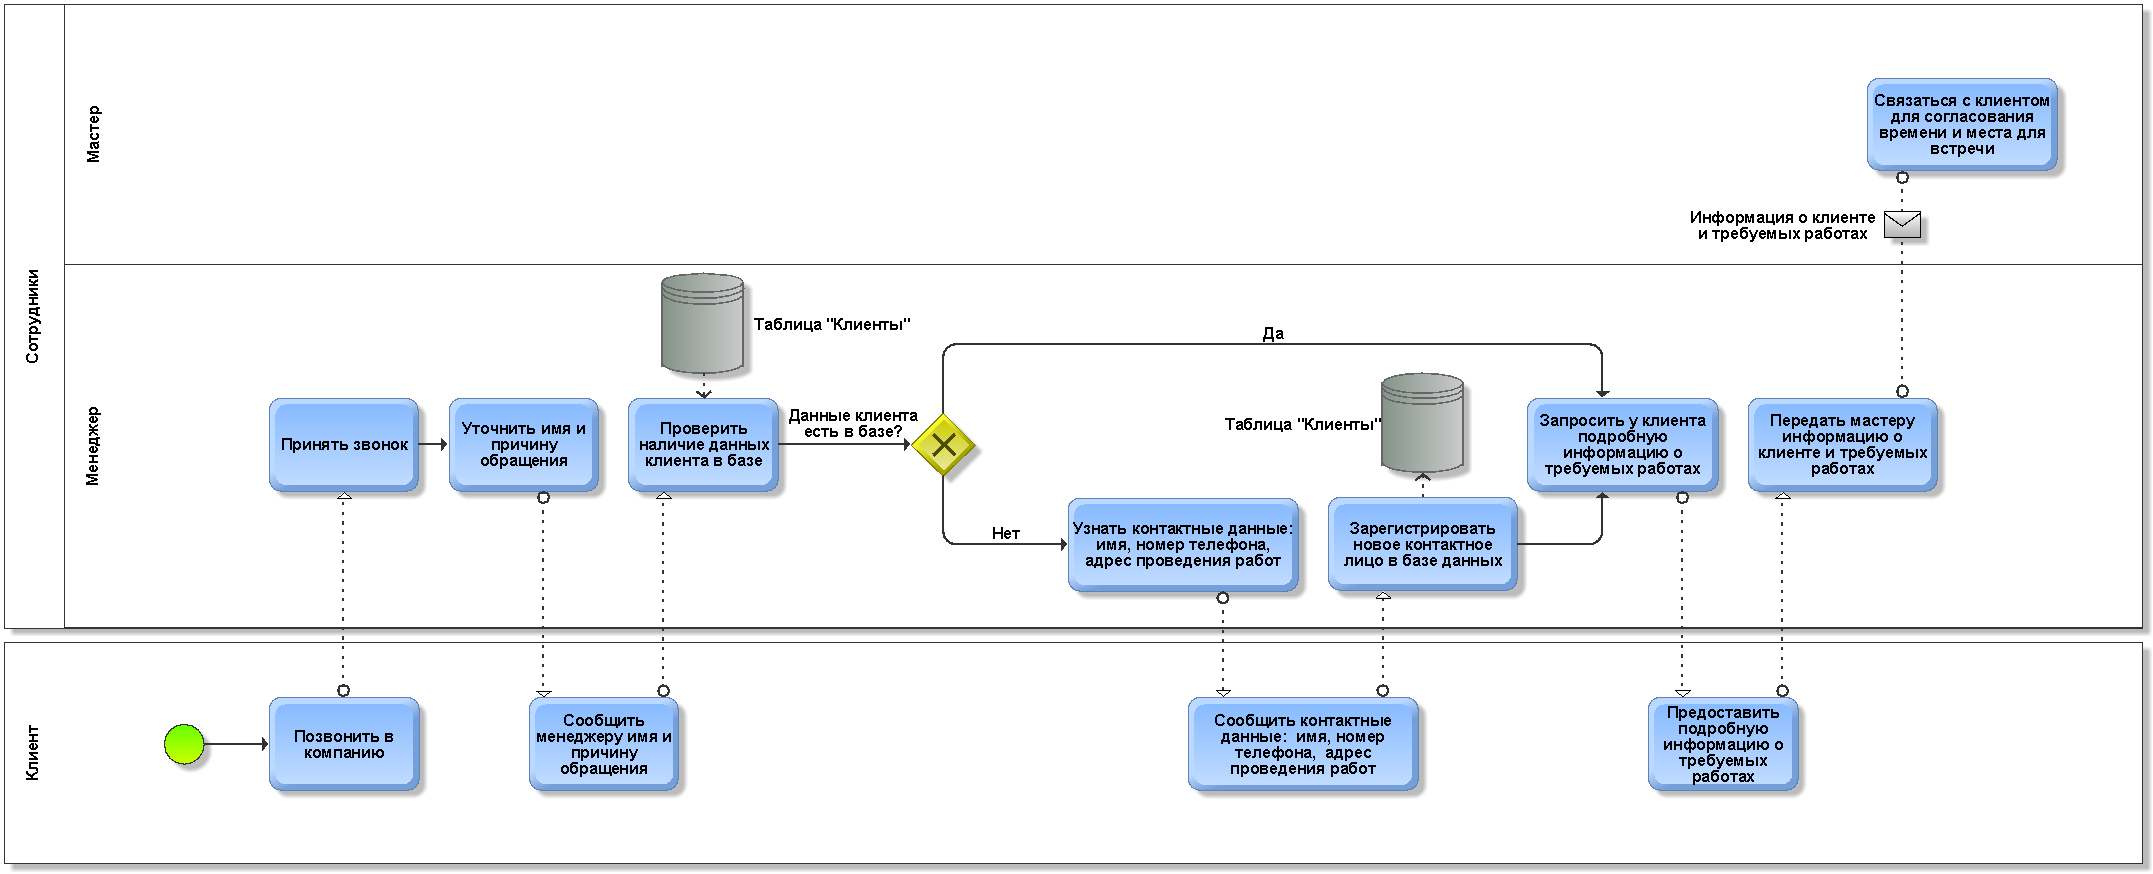 Сотрудники
Мастер
Связаться с клиентом
для согласования
времени и места для
встречи
Информация о клиенте
и требуемых работах
Менеджер
Таблица "Клиенты"
Принять звонок
Уточнить имя и
причину
обращения
Проверить
наличие данных
клиента в базе
Данные клиента
есть в базе?
Да
Нет
Узнать контактные данные:
имя, номер телефона,
адрес проведения работ
Таблица "Клиенты"
Зарегистрировать
новое контактное
лицо в базе данных
Запросить у клиента
подробную
информацию о
требуемых работах
Передать мастеру
информацию о
клиенте и требуемых
работах
Клиент
Позвонить в
компанию
Сообщить
менеджеру имя и
причину
обращения
Сообщить контактные
данные:  имя, номер
телефона,  адрес
проведения работ
Предоставить
подробную
информацию о
требуемых
работах